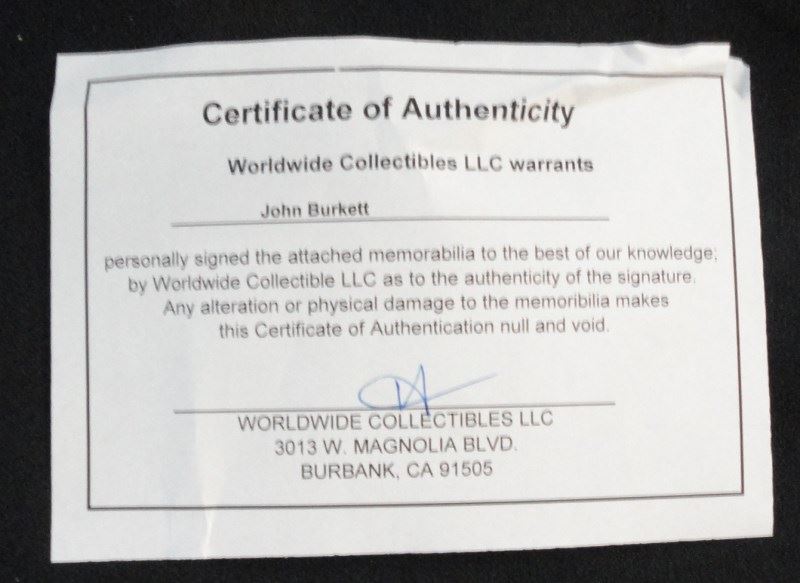 Certificate of Authenticity
Worldwide Collectibles LLC warrants
John Burkett
personally signed the attached memorabilia to the best of our knowledge;
by Worldwide Collectible LLC as to the authenticity of the signature.
Any alteration or physical damage to the memoribilia makes
this Certificate of Authentication null and void.
WORLDWIDE COLLECTIBLES LLC
3013 W. MAGNOLIA BLVD.
BURBANK, CA 91505